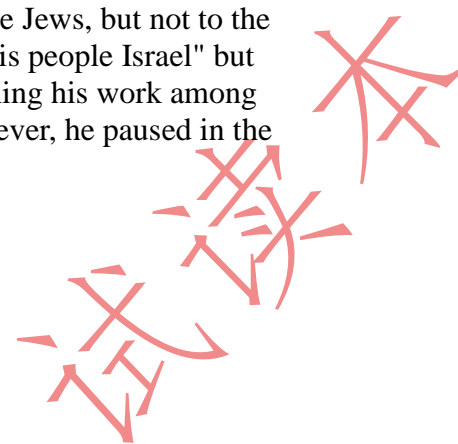 e Jews, but not to the
is people Israel" but
ning his work among
ever, he paused in the
试读本